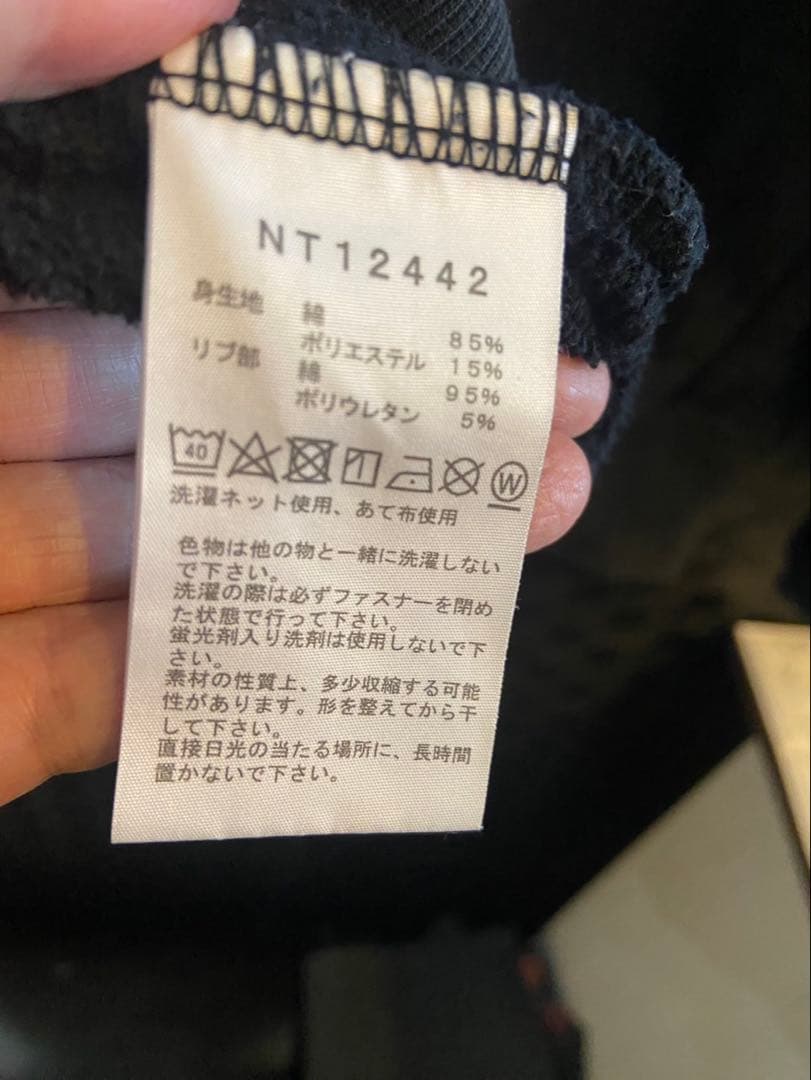 NT12442
身生地 綿 85%
ポリエステル 15%
リブ部 綿 95%
ポリウレタン 5%
40 W
洗濯ネット使用、あて布使用
色物は他の物と一緒に洗濯しない
で下さい。
洗濯の際は必ずファスナーを閉め
た状態で行って下さい。
蛍光剤入り洗剤は使用しないで下
さい。
素材の性質上、多少収縮する可能
性があります。形を整えてから干
して下さい。
直接日光の当たる場所に、長時間
置かないで下さい。